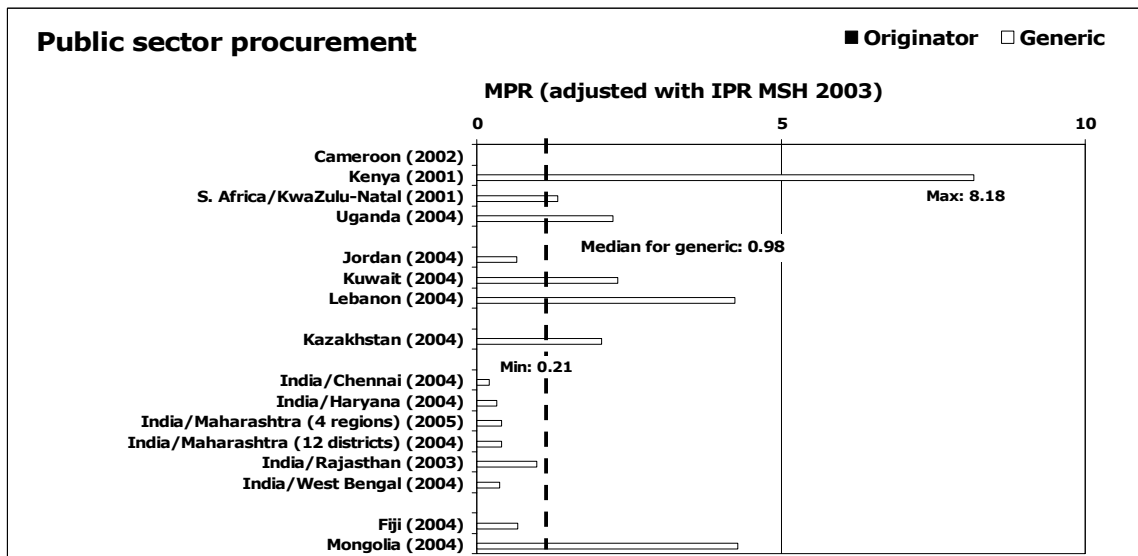 Public sector procurement
Originator Generic
MPR (adjusted with IPR MSH 2003)
0 5 10
Cameroon (2002)
Kenya (2001)
Max: 8.18
S. Africa/KwaZulu-Natal (2001)
Uganda (2004)
Median for generic: 0.98
Jordan (2004)
Kuwait (2004)
Lebanon (2004)
Kazakhstan (2004)
Min: 0.21
India/Chennai (2004)
India/Haryana (2004)
India/Maharashtra (4 regions) (2005)
India/Maharashtra (12 districts) (2004)
India/Rajasthan (2003)
India/West Bengal (2004)
Fiji (2004)
Mongolia (2004)